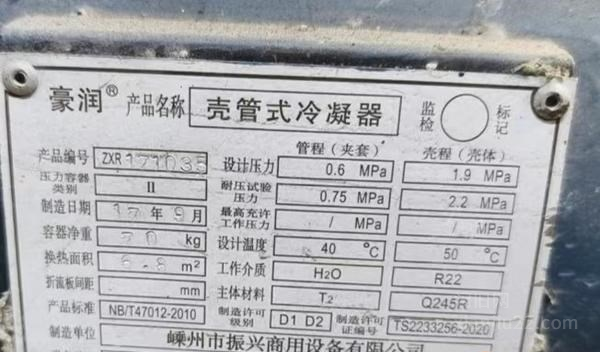 豪润® 产品名称 壳管式冷凝器 监检 标记
管程（夹套） 壳程（壳体）
产品编号 ZXR 171035 设计压力 0.6 MPa 1.9 MPa
压力容器类别 II 耐压试验压力 0.75 MPa 2.2 MPa
制造日期 17年9月 最高允许工作压力 / MPa / MPa
容器净重 70 kg 设计温度 40 ℃ 50 ℃
换热面积 6.8 m² 工作介质 H₂O R22
折流板间距 mm 主体材料 T₂ Q245R
产品标准 NB/T47012-2010 制造许可级别 D1 D2 制造许可证编号 TS2233256-2020
制造单位 嵊州市振兴商用设备有限公司